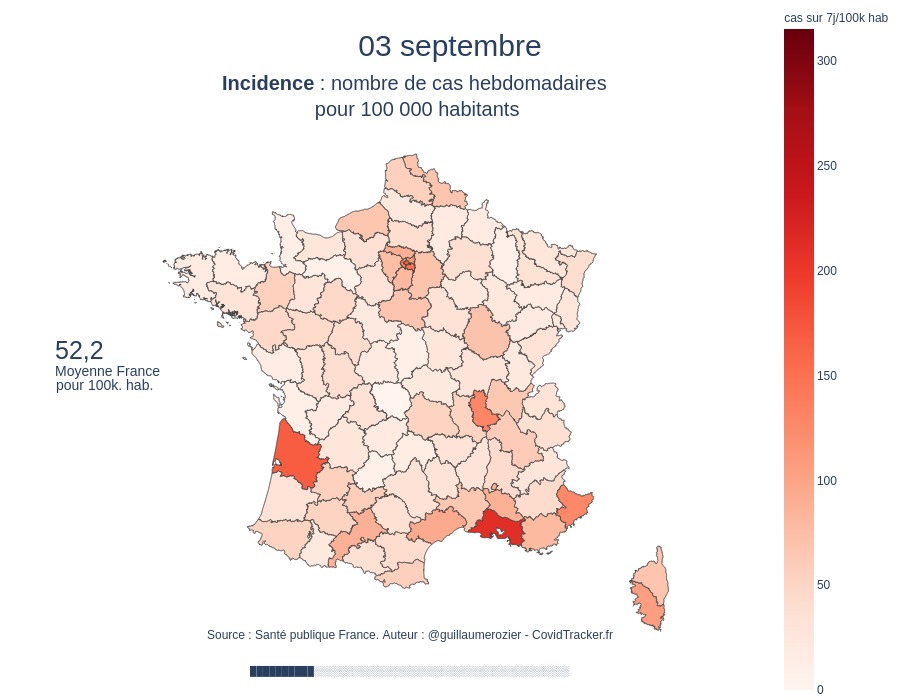 cas sur 7j/100k hab
03 septembre
Incidence : nombre de cas hebdomadaires
pour 100 000 habitants
300
250
200
150
100
50
0
52,2
Moyenne France
pour 100k. hab.
Source : Santé publique France. Auteur : @guillaumerozier - CovidTracker.fr